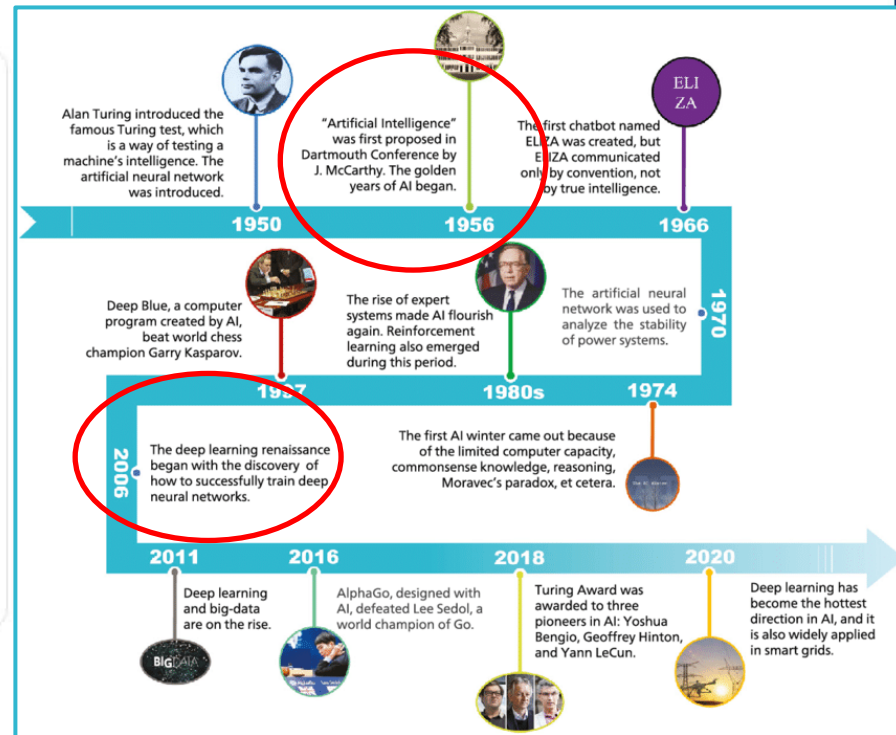 Alan Turing introduced the
famous Turing test, which
is a way of testing a
machine's intelligence. The
artificial neural network
was introduced.
"Artificial Intelligence"
was first proposed in
Dartmouth Conference by
J. McCarthy. The golden
years of AI began.
ELI
ZA
The first chatbot named
ELIZA was created, but
ELIZA communicated
only by convention, not
by true intelligence.
1950
1956
1966
1970
The artificial neural
network was used to
analyze the stability
of power systems.
The rise of expert
systems made AI flourish
again. Reinforcement
learning also emerged
during this period.
Deep Blue, a computer
program created by AI,
beat world chess
champion Garry Kasparov.
1997
1980s
1974
The first AI winter came out because
of the limited computer capacity,
commonsense knowledge, reasoning,
Moravec's paradox, et cetera.
2006
The deep learning renaissance
began with the discovery of
how to successfully train deep
neural networks.
2011
2016
2018
2020
Deep learning
and big-data
are on the rise.
BIG DATA
AlphaGo, designed with
AI, defeated Lee Sedol, a
world champion of Go.
Turing Award was
awarded to three
pioneers in AI: Yoshua
Bengio, Geoffrey Hinton,
and Yann LeCun.
Deep learning has
become the hottest
direction in AI, and it
is also widely applied
in smart grids.